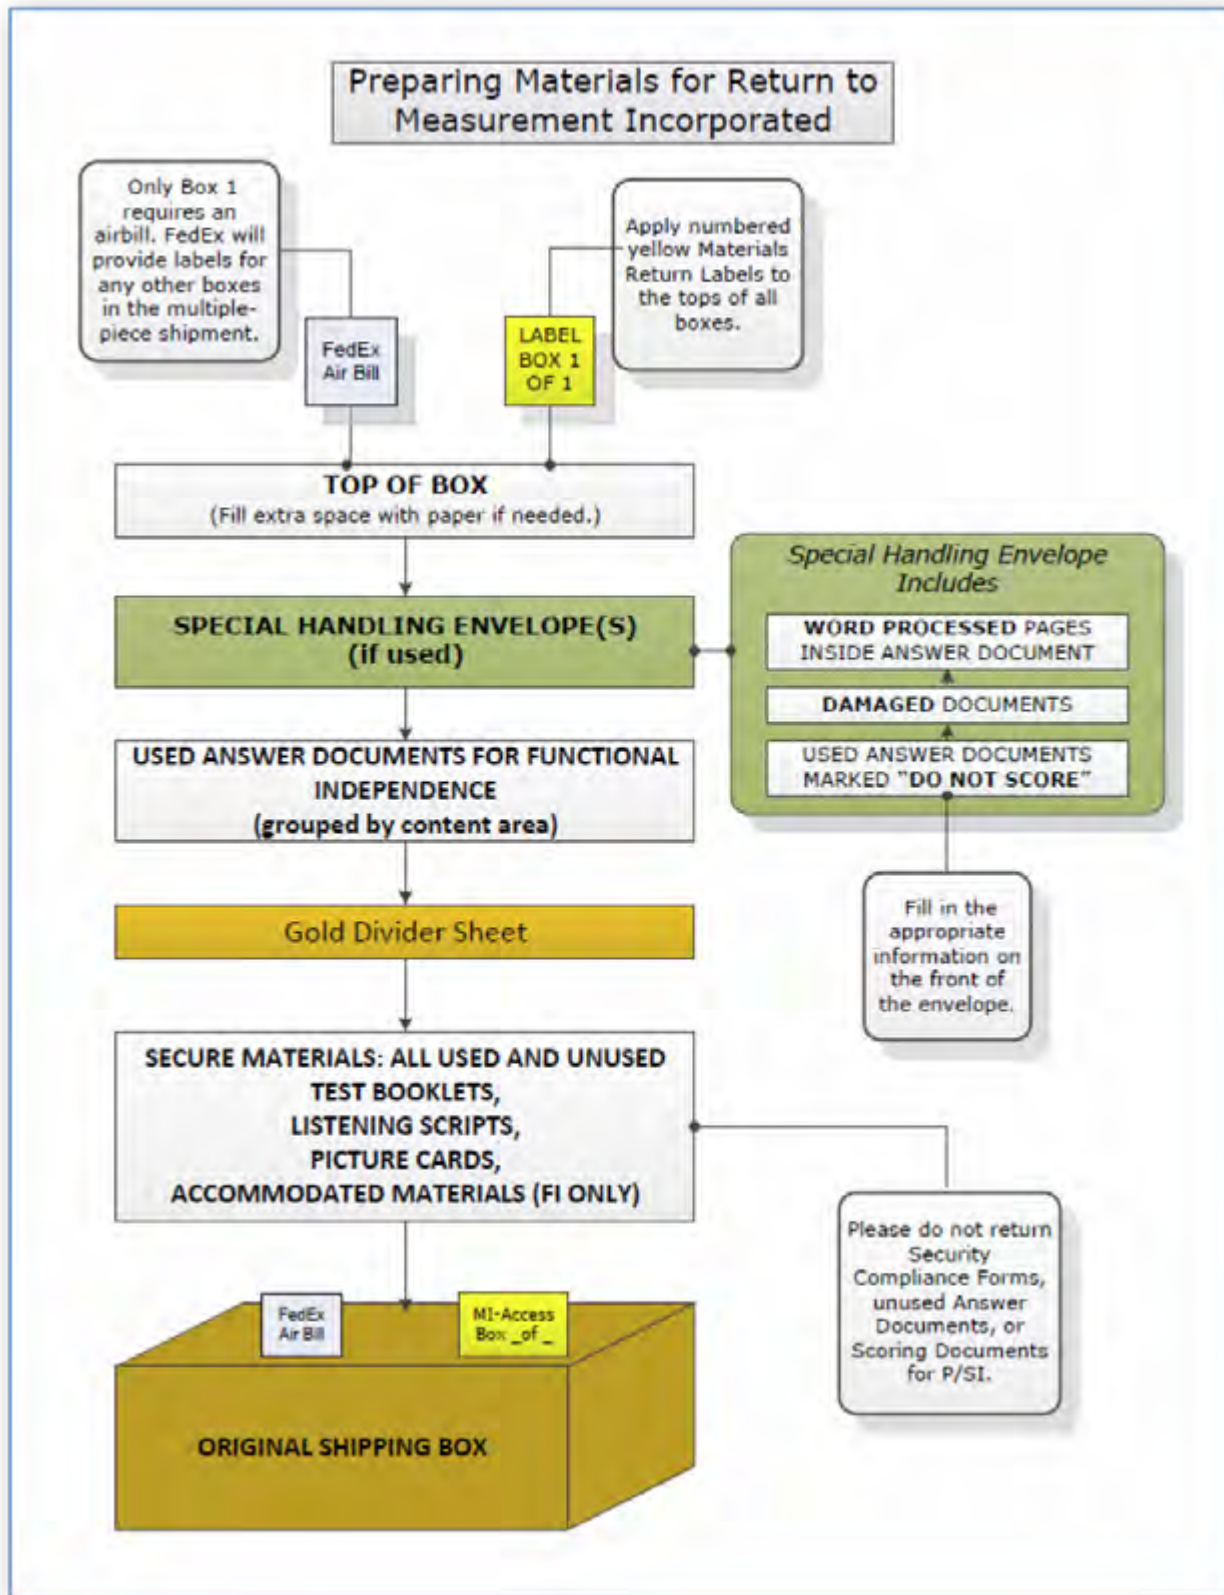 Preparing Materials for Return to
Measurement Incorporated
Only Box 1
requires an
airbill. FedEx will
provide labels for
any other boxes
in the multiple-
piece shipment.
FedEx
Air Bill
LABEL
BOX 1
OF 1
Apply numbered
yellow Materials
Return Labels to
the tops of all
boxes.
TOP OF BOX
(Fill extra space with paper if needed.)
SPECIAL HANDLING ENVELOPE(S)
(if used)
Special Handling Envelope
Includes
WORD PROCESSED PAGES
INSIDE ANSWER DOCUMENT
DAMAGED DOCUMENTS
USED ANSWER DOCUMENTS
MARKED "DO NOT SCORE"
USED ANSWER DOCUMENTS FOR FUNCTIONAL
INDEPENDENCE
(grouped by content area)
Fill in the
appropriate
information on
the front of
the envelope.
Gold Divider Sheet
SECURE MATERIALS: ALL USED AND UNUSED
TEST BOOKLETS,
LISTENING SCRIPTS,
PICTURE CARDS,
ACCOMMODATED MATERIALS (FI ONLY)
Please do not return
Security
Compliance Forms,
unused Answer
Documents, or
Scoring Documents
for P/SI.
FedEx
Air Bill
MI-Access
Box _of _
ORIGINAL SHIPPING BOX